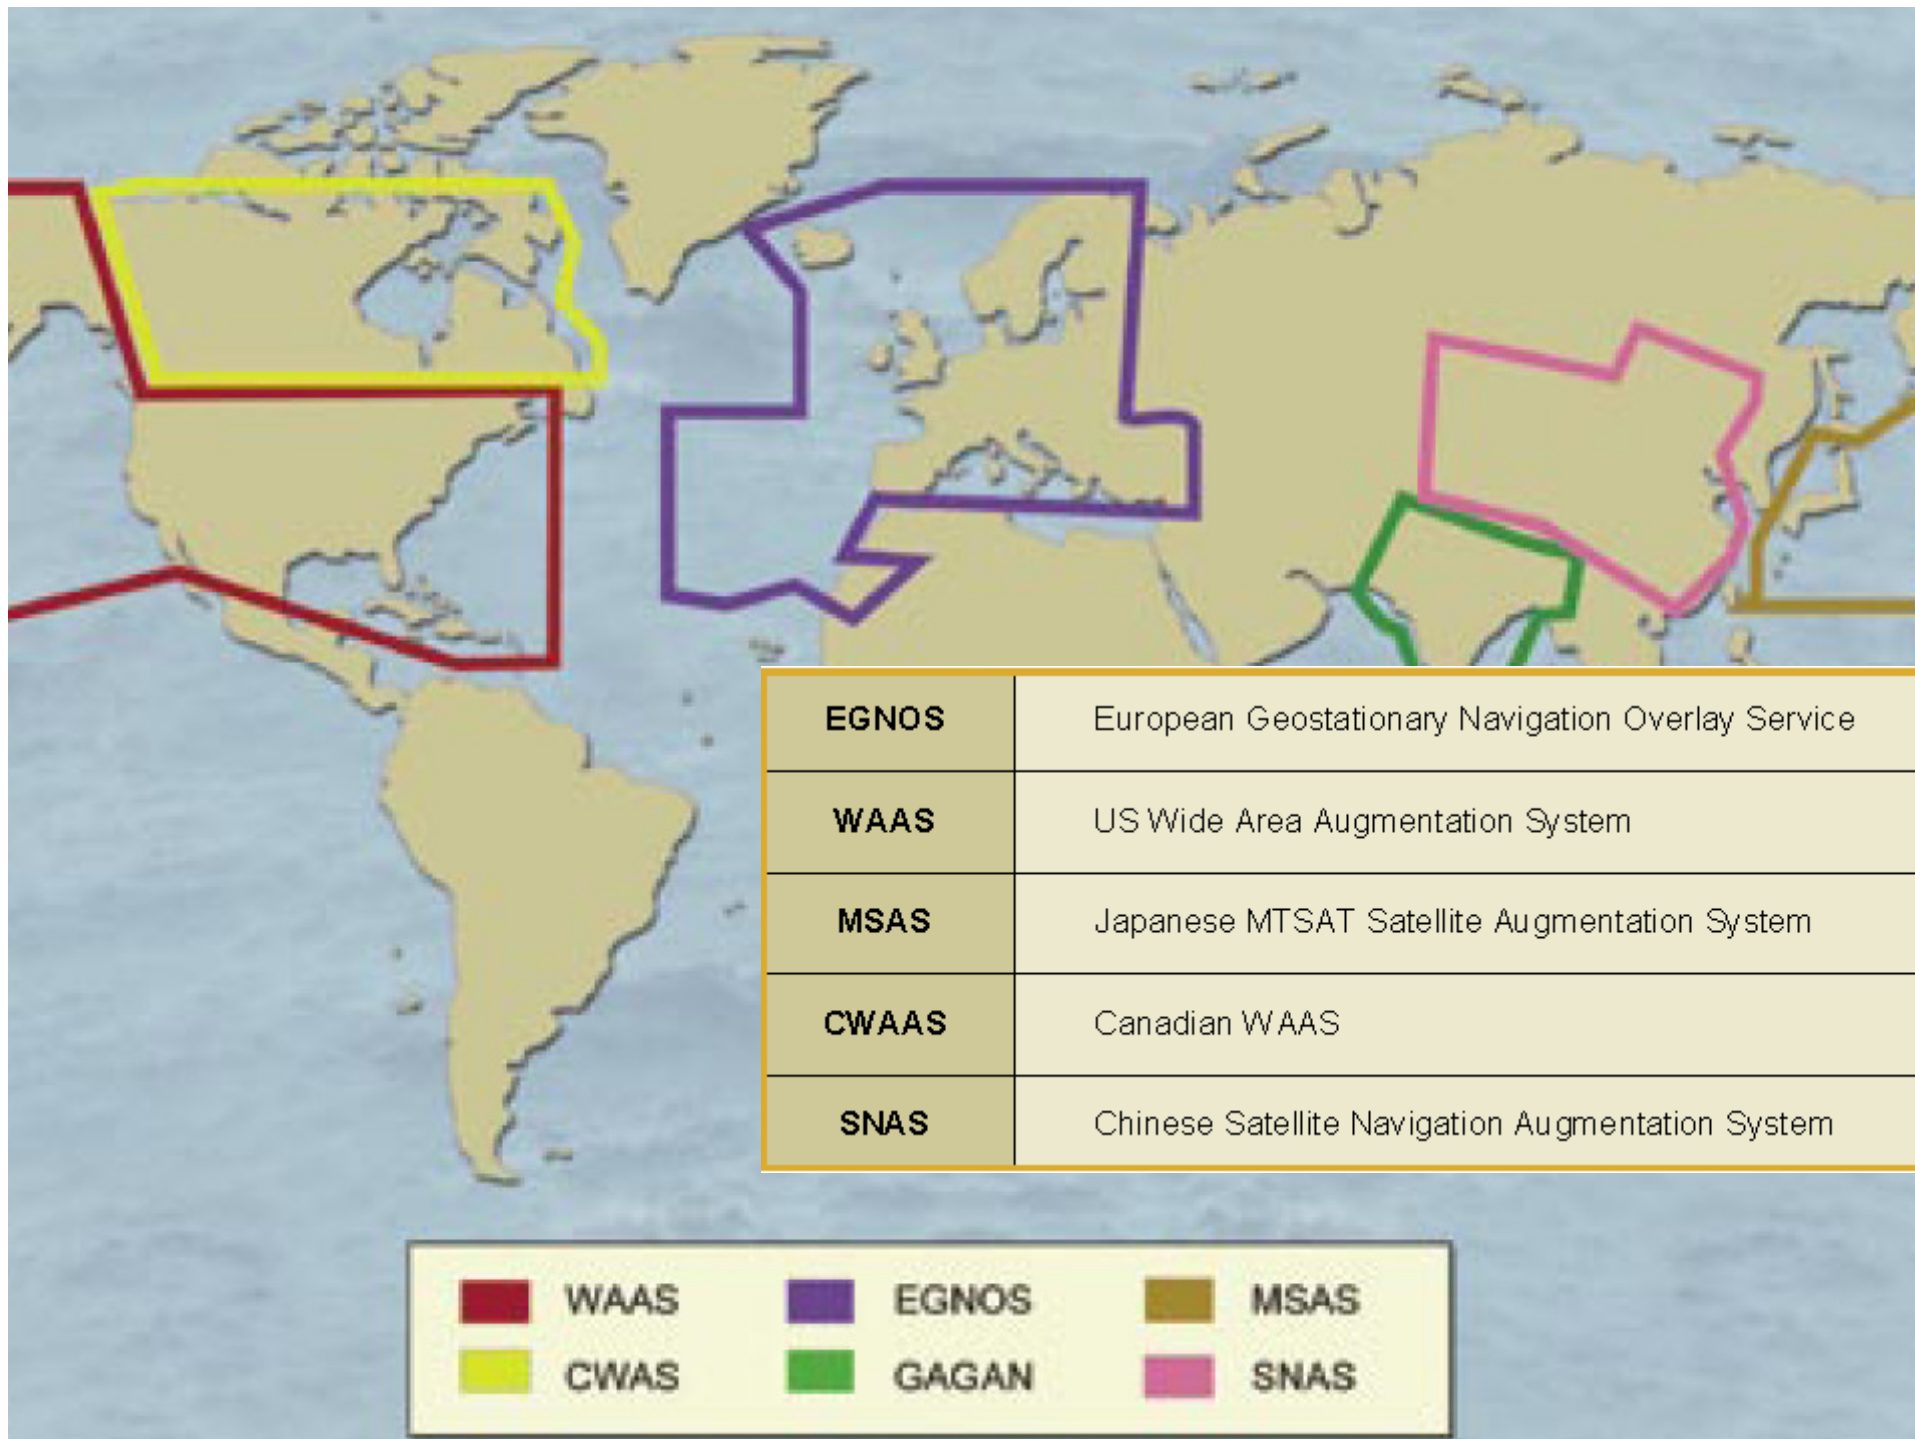 EGNOS European Geostationary Navigation Overlay Service
WAAS US Wide Area Augmentation System
MSAS Japanese MTSAT Satellite Augmentation System
CWAAS Canadian WAAS
SNAS Chinese Satellite Navigation Augmentation System
WAAS EGNOS MSAS
CWAS GAGAN SNAS